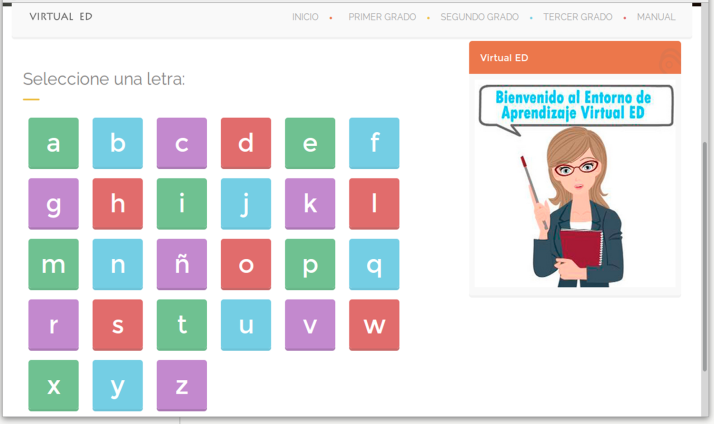 VIRTUAL ED
INICIO • PRIMER GRADO • SEGUNDO GRADO • TERCER GRADO • MANUAL
Seleccione una letra:
a b c d e f
g h i j k l
m n ñ o p q
r s t u v w
x y z
Virtual ED
Bienvenido al Entorno de
Aprendizaje Virtual ED